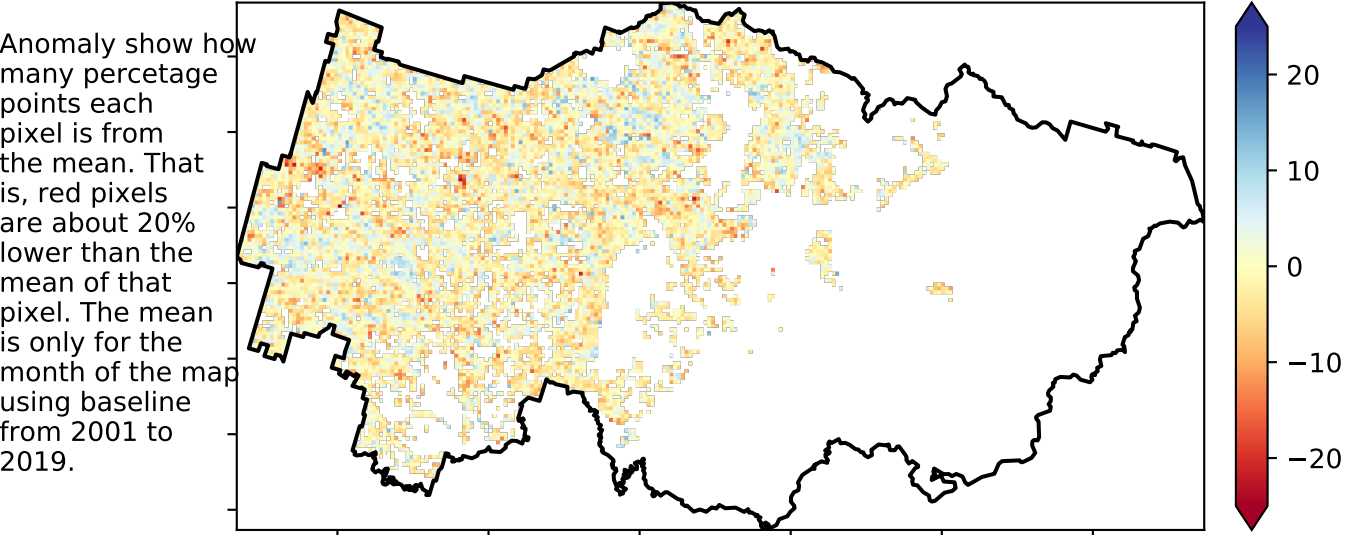 Anomaly show how
many percetage
points each
pixel is from
the mean. That
is, red pixels
are about 20%
lower than the
mean of that
pixel. The mean
is only for the
month of the map
using baseline
from 2001 to
2019.
20
10
0
−10
−20